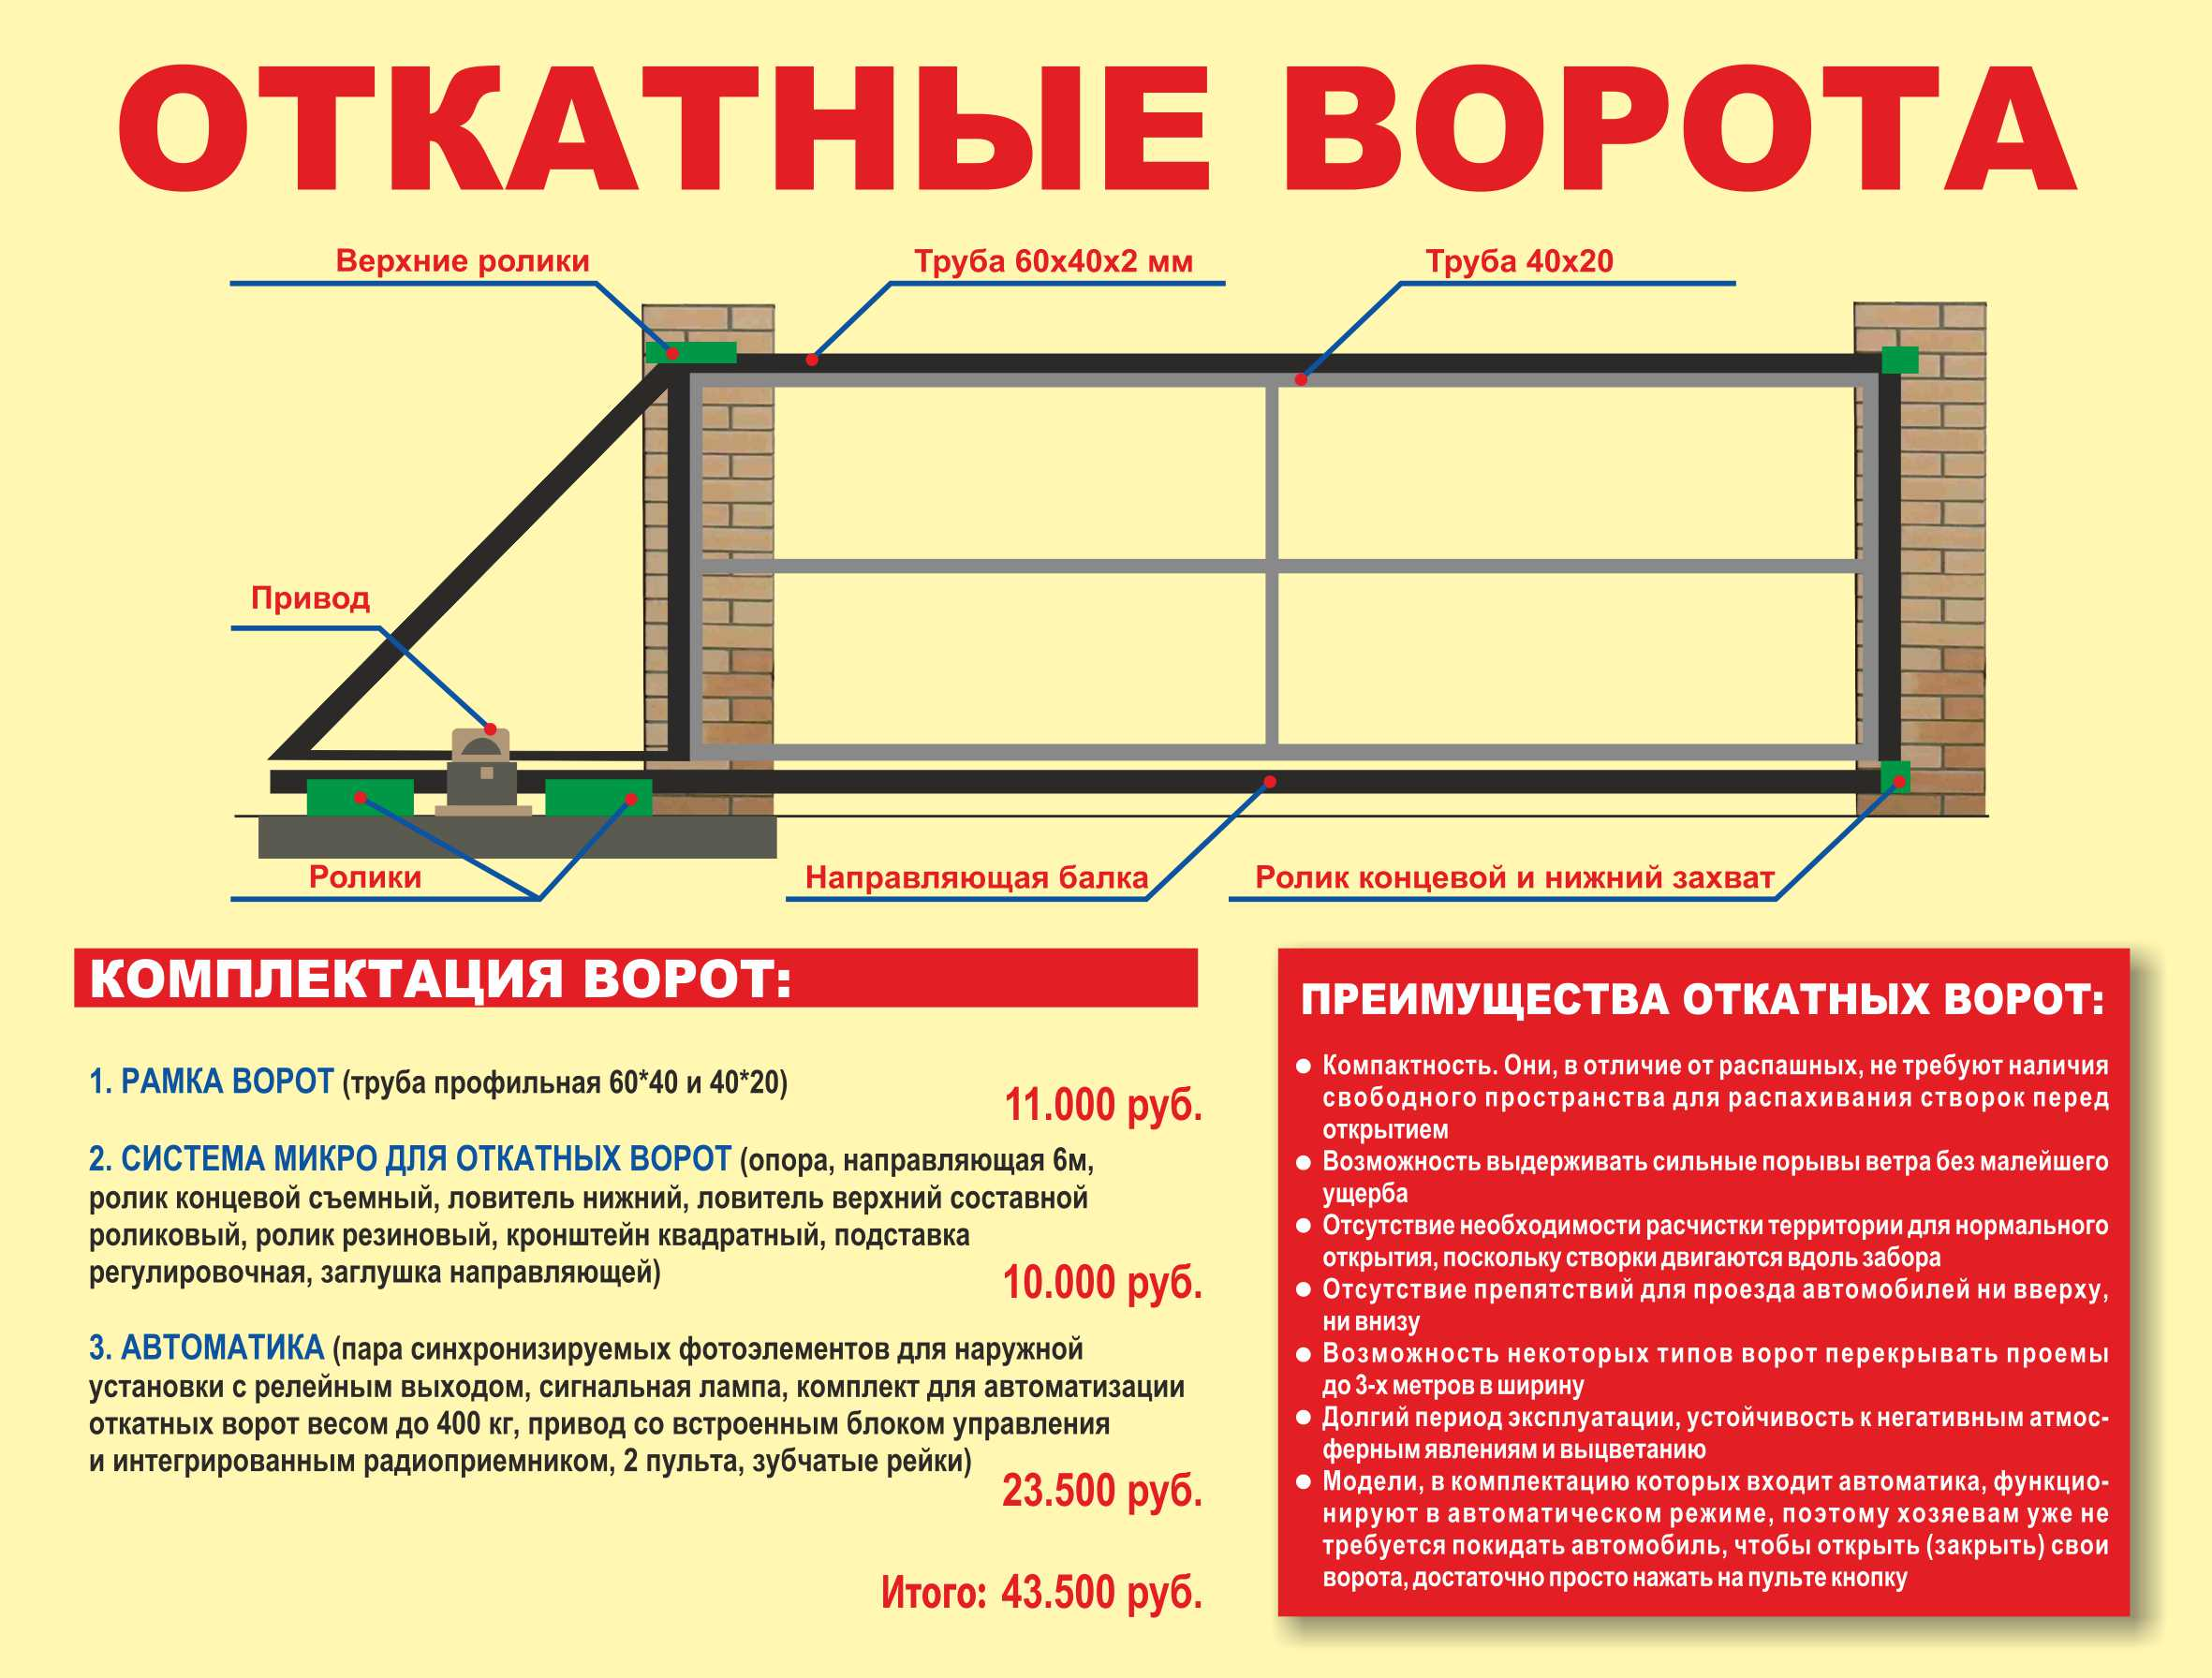 ОТКАТНЫЕ ВОРОТА
Верхние ролики
Труба 60х40х2 мм
Труба 40х20
Привод
Ролики
Направляющая балка
Ролик концевой и нижний захват
КОМПЛЕКТАЦИЯ ВОРОТ:
1. РАМКА ВОРОТ (труба профильная 60*40 и 40*20)
11.000 руб.
2. СИСТЕМА МИКРО ДЛЯ ОТКАТНЫХ ВОРОТ (опора, направляющая 6м,
ролик концевой съемный, ловитель нижний, ловитель верхний составной
роликовый, ролик резиновый, кронштейн квадратный, подставка
регулировочная, заглушка направляющей)
10.000 руб.
3. АВТОМАТИКА (пара синхронизируемых фотоэлементов для наружной
установки с релейным выходом, сигнальная лампа, комплект для автоматизации
откатных ворот весом до 400 кг, привод со встроенным блоком управления
и интегрированным радиоприемником, 2 пульта, зубчатые рейки)
23.500 руб.
Итого: 43.500 руб.
ПРЕИМУЩЕСТВА ОТКАТНЫХ ВОРОТ:
● Компактность. Они, в отличие от распашных, не требуют наличия
свободного пространства для распахивания створок перед
открытием
● Возможность выдерживать сильные порывы ветра без малейшего
ущерба
● Отсутствие необходимости расчистки территории для нормального
открытия, поскольку створки двигаются вдоль забора
● Отсутствие препятствий для проезда автомобилей ни вверху,
ни внизу
● Возможность некоторых типов ворот перекрывать проемы
до 3-х метров в ширину
● Долгий период эксплуатации, устойчивость к негативным атмос-
ферным явлениям и выцветанию
● Модели, в комплектацию которых входит автоматика, функцио-
нируют в автоматическом режиме, поэтому хозяевам уже не
требуется покидать автомобиль, чтобы открыть (закрыть) свои
ворота, достаточно просто нажать на пульте кнопку